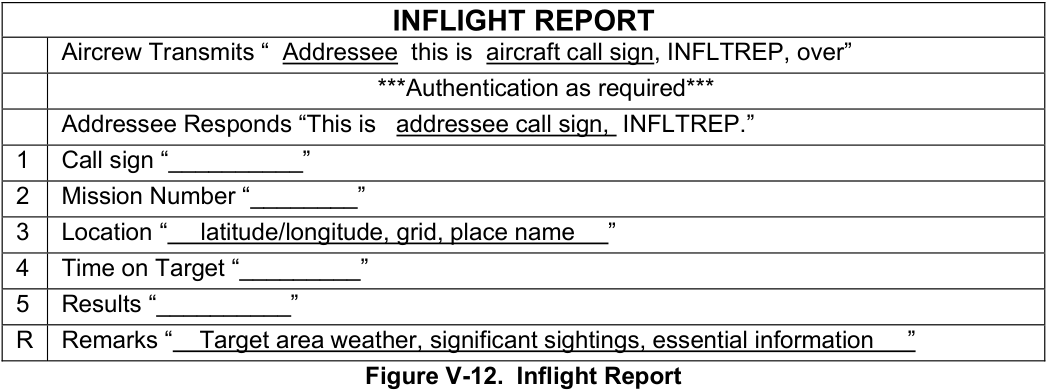 INFLIGHT REPORT
Aircrew Transmits “ Addressee this is aircraft call sign, INFLTREP, over”
***Authentication as required***
Addressee Responds “This is addressee call sign, INFLTREP.”
1 Call sign “__________”
2 Mission Number “________”
3 Location “__latitude/longitude, grid, place name__”
4 Time on Target “_________”
5 Results “__________”
R Remarks “__Target area weather, significant sightings, essential information___”
Figure V-12. Inflight Report